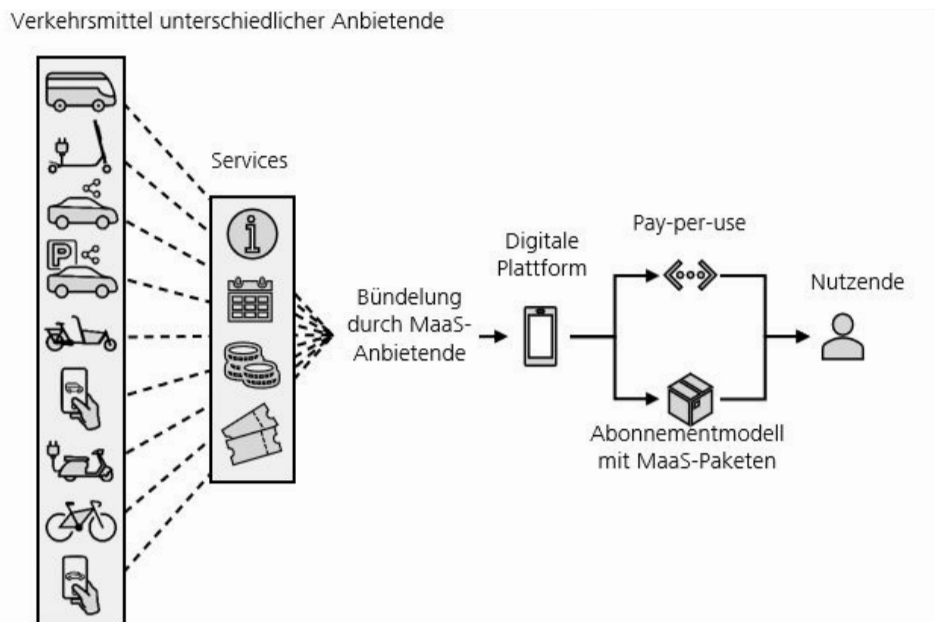 Verkehrsmittel unterschiedlicher Anbietende
Services
P
Bündelung
durch MaaS-
Anbietende
Digitale
Plattform
Pay-per-use
Abonnementmodell
mit MaaS-Paketen
Nutzende